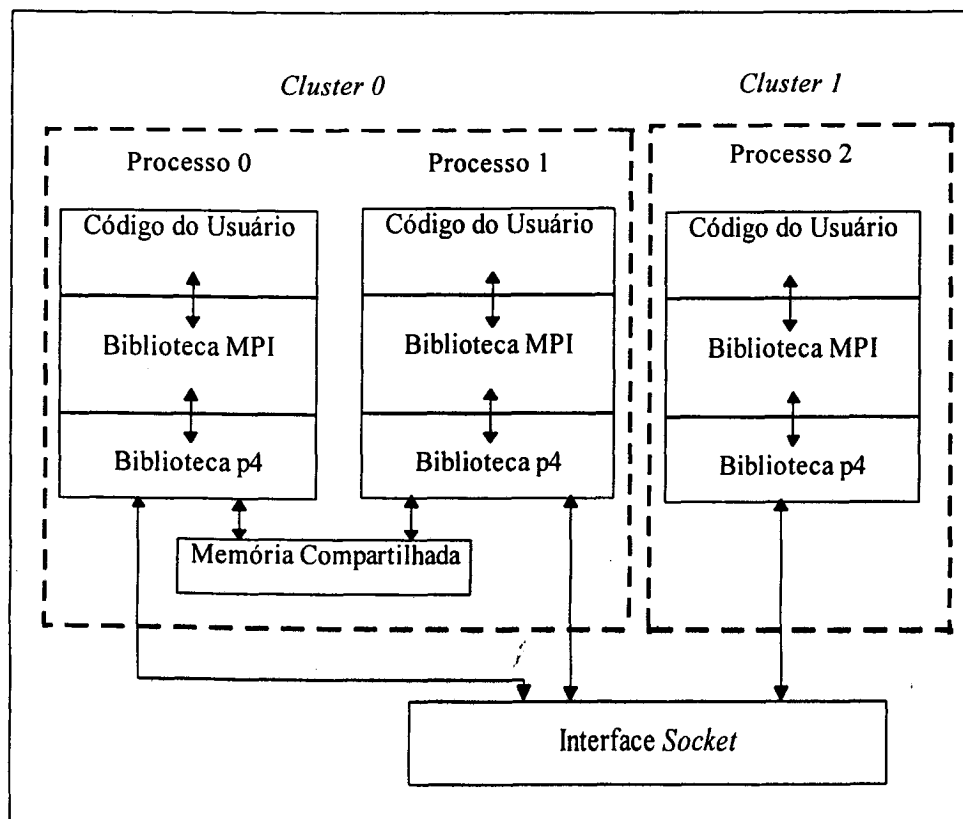 Cluster 0
Cluster 1
Processo 0
Processo 1
Processo 2
Código do Usuário
Código do Usuário
Código do Usuário
Biblioteca MPI
Biblioteca MPI
Biblioteca MPI
Biblioteca p4
Biblioteca p4
Biblioteca p4
Memória Compartilhada
Interface Socket